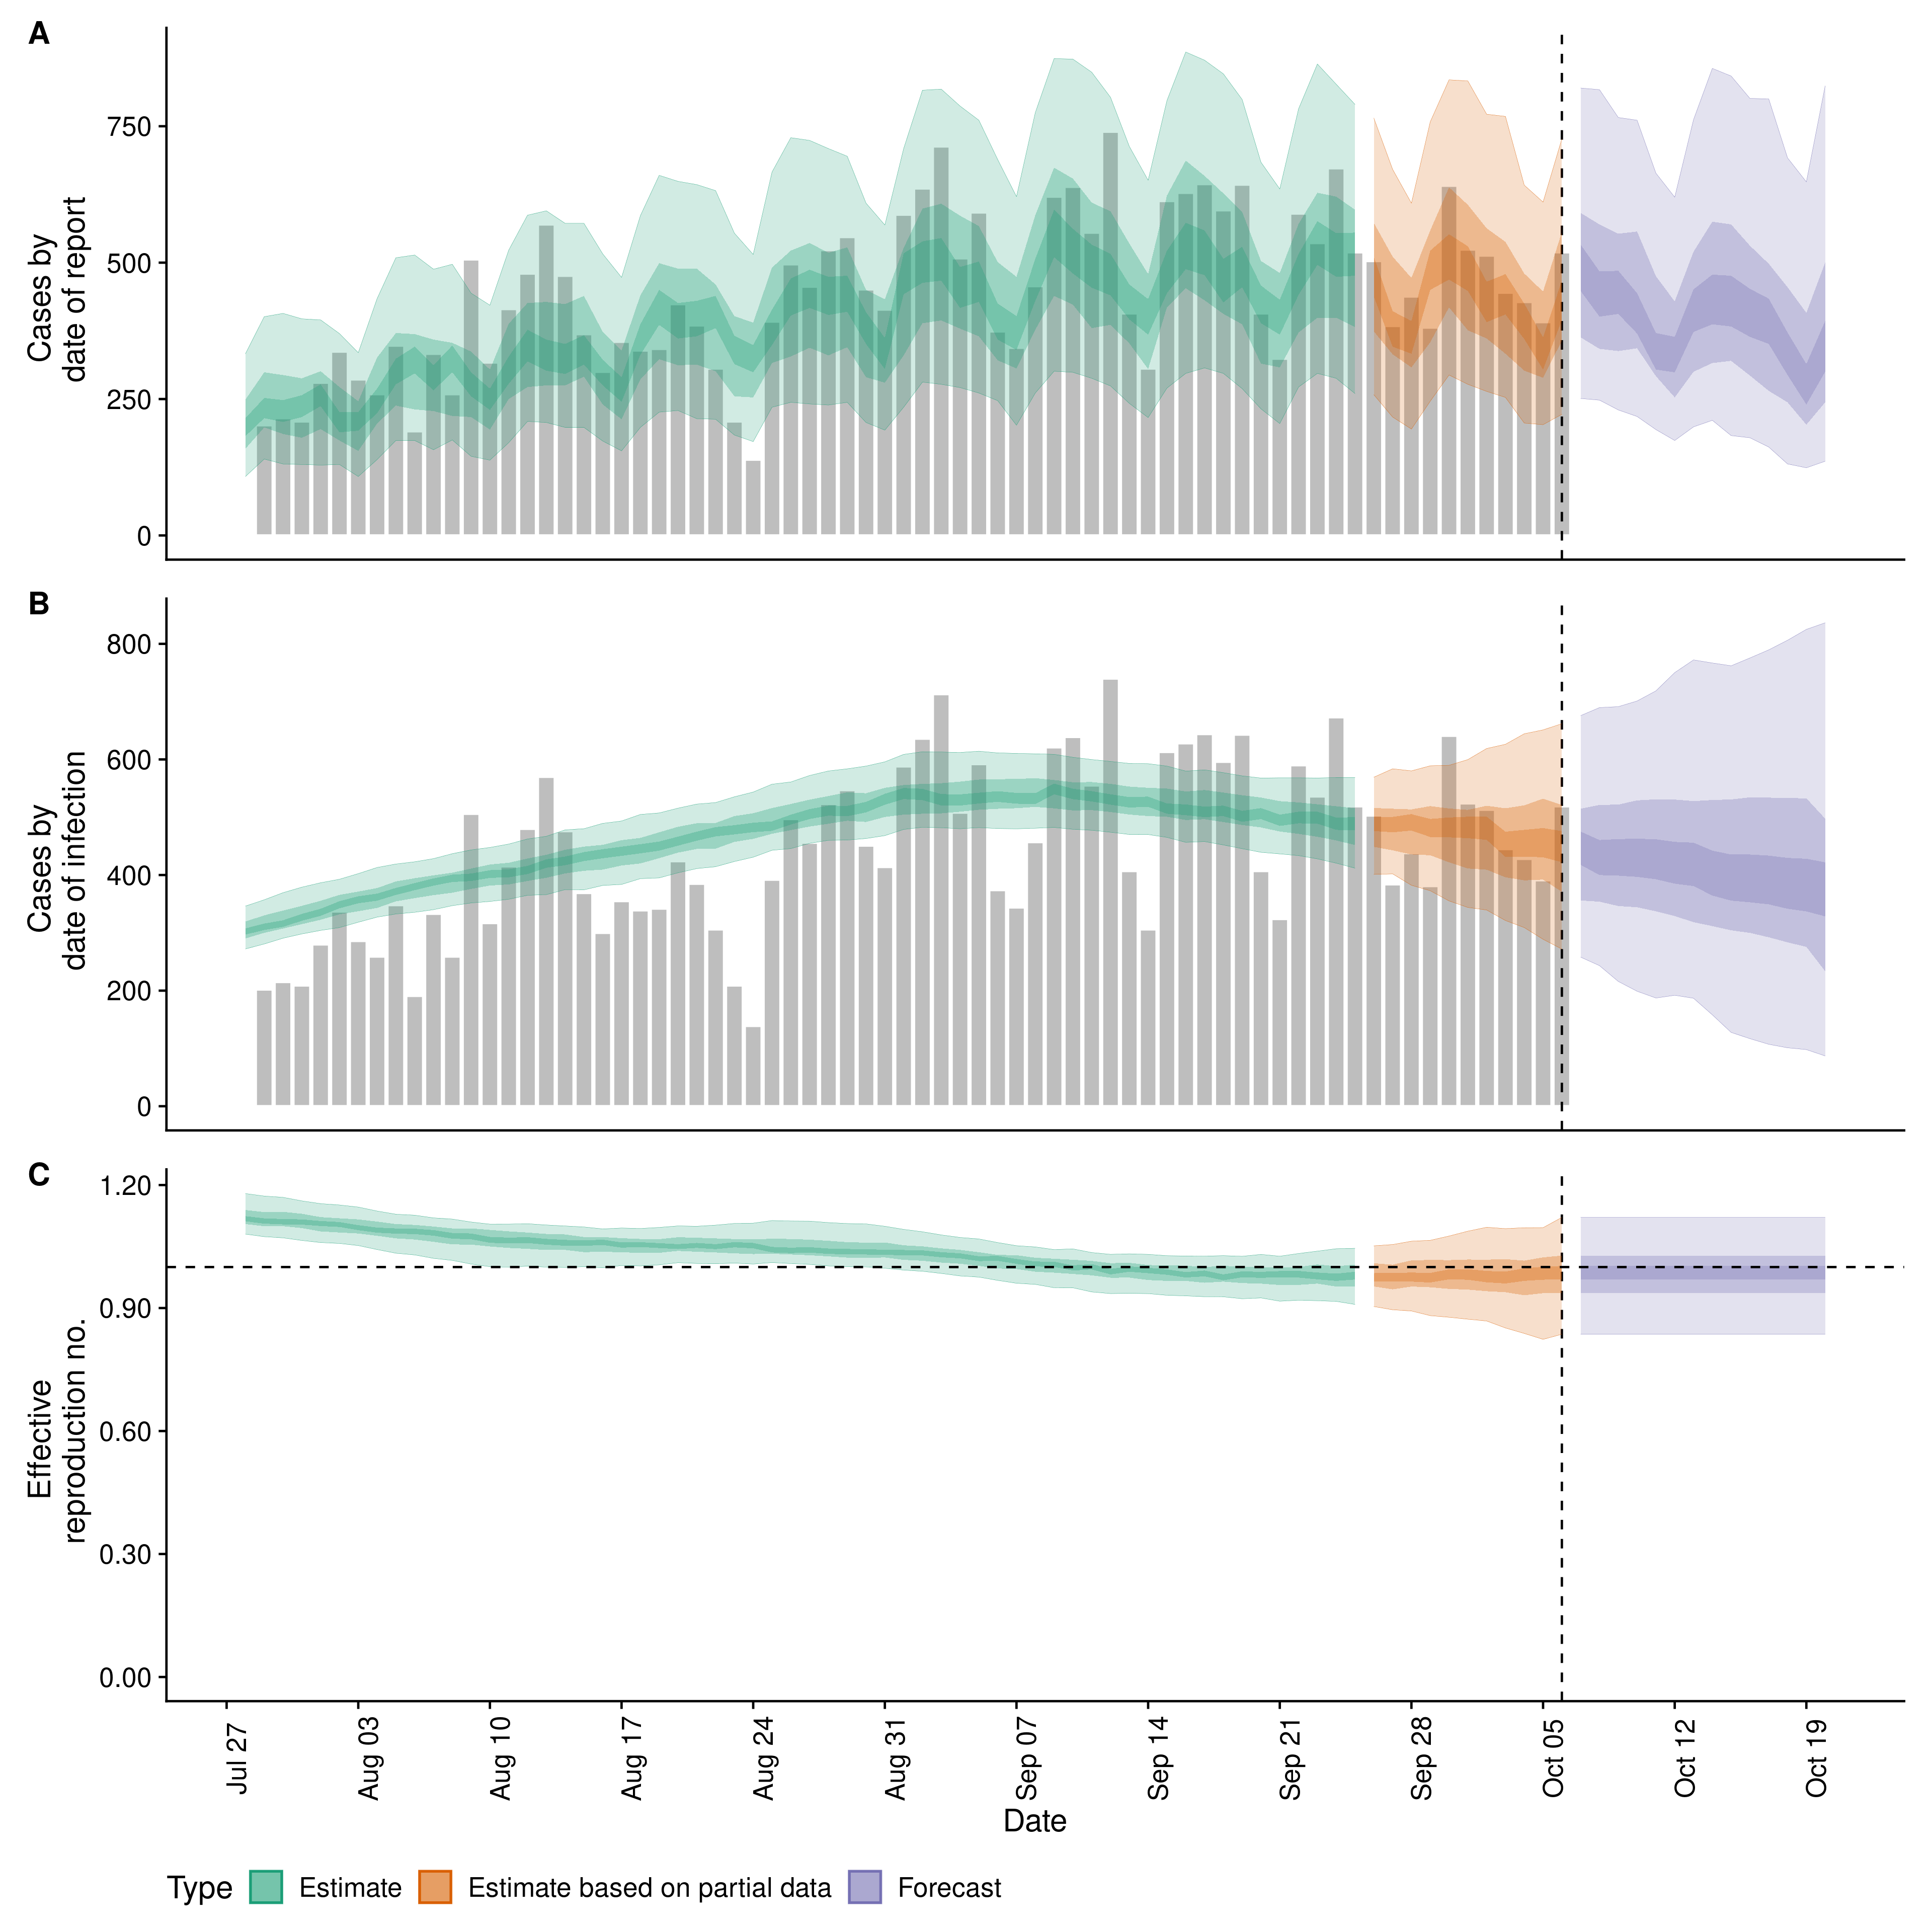 A
Cases by
date of report
750
500
250
0
B
Cases by
date of infection
800
600
400
200
0
C
Effective
reproduction no.
1.20
0.90
0.60
0.30
0.00
Jul 27
Aug 03
Aug 10
Aug 17
Aug 24
Aug 31
Sep 07
Sep 14
Sep 21
Sep 28
Oct 05
Oct 12
Oct 19
Date
Type Estimate Estimate based on partial data Forecast